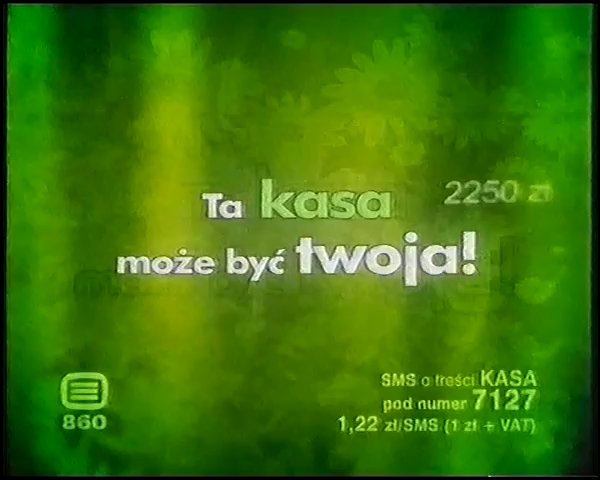 Ta kasa
2250 zł
może być twoja!
SMS o treści KASA
pod numer 7127
1,22 zł/SMS (1 zł + VAT)
860